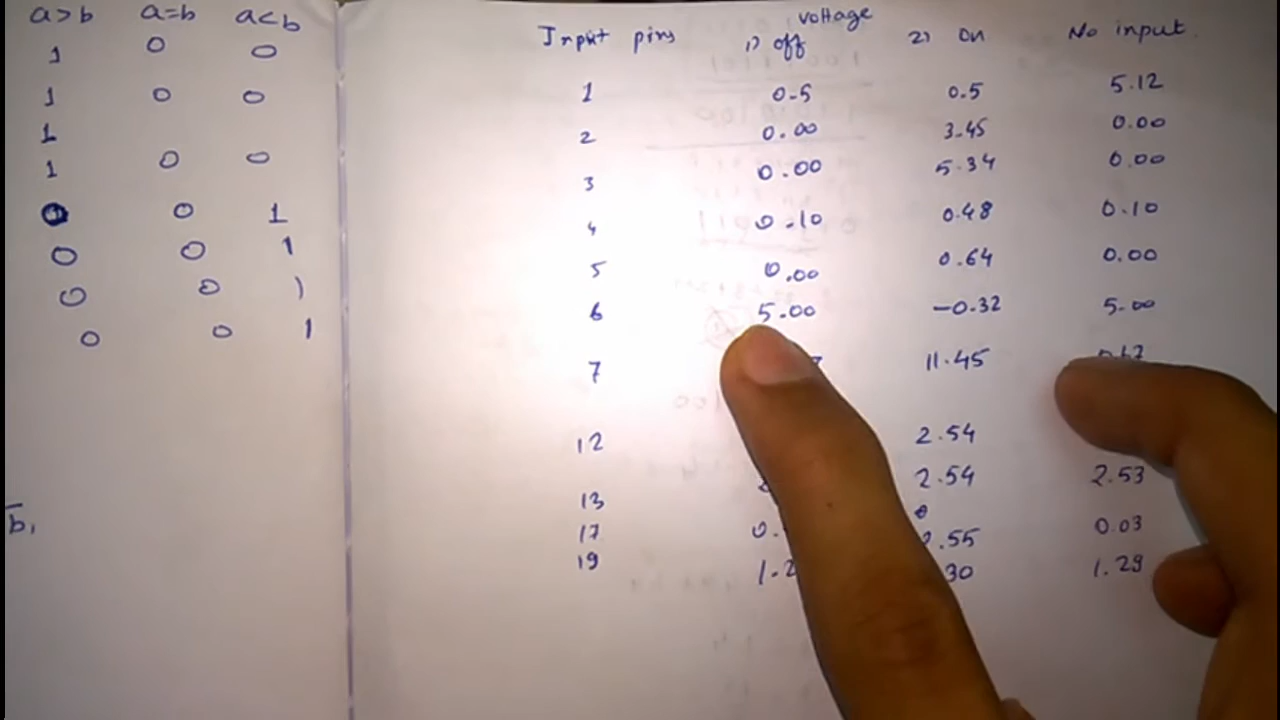 a>b a=b a<b
1 0 0
1 0 0
1
1 0 0
0 0 1
0 0 1
0 0 1
0 0 1
b̅₁
voltage
Input pins 1) off 2) on No input
1 0.5 0.5 5.12
2 0.00 3.45 0.00
3 0.00 5.34 0.00
4 0.10 0.48 0.10
5 0.00 0.64 0.00
6 5.00 -0.32 5.00
7 11.45
12 2.54
13 2.54 2.53
17 0.03
19 1.29